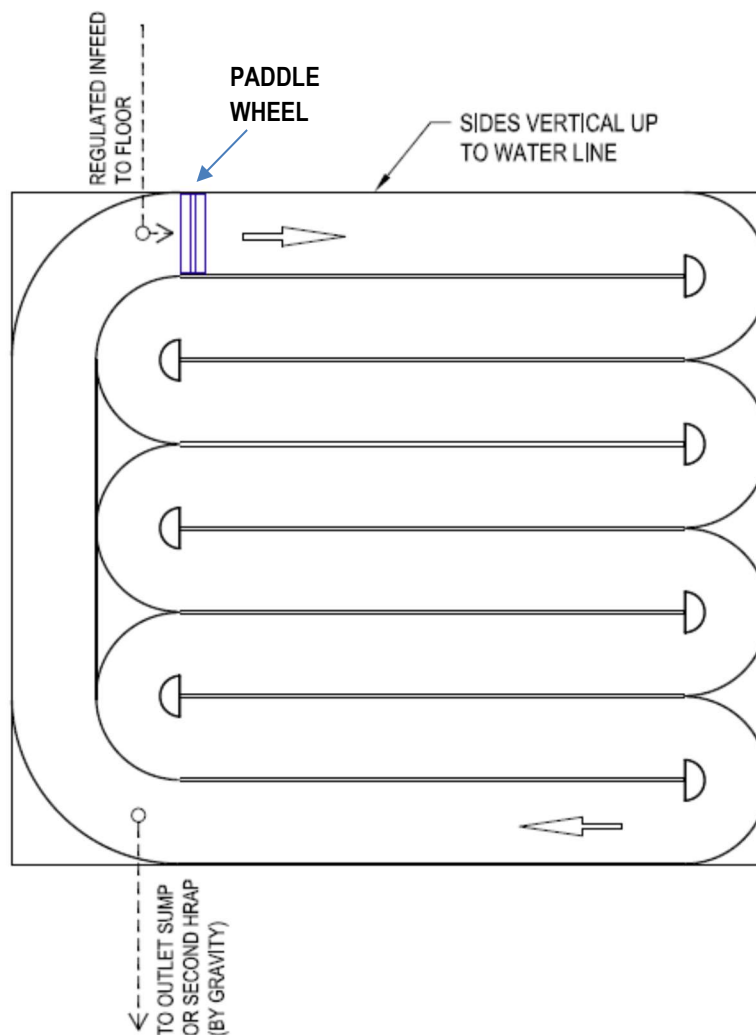 REGULATED INFEED
TO FLOOR
PADDLE
WHEEL
SIDES VERTICAL UP
TO WATER LINE
TO OUTLET SUMP
OR SECOND HRAP
(BY GRAVITY)